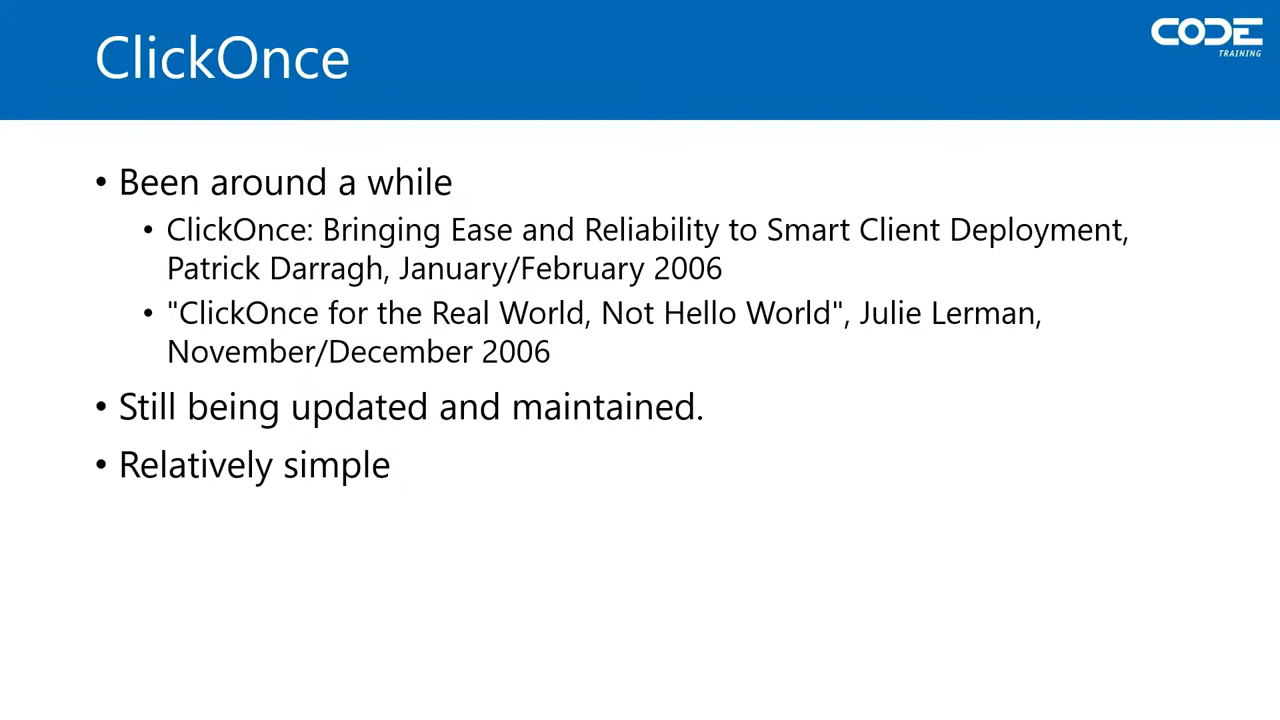 ClickOnce
CODE
TRAINING
• Been around a while
• ClickOnce: Bringing Ease and Reliability to Smart Client Deployment,
Patrick Darragh, January/February 2006
• "ClickOnce for the Real World, Not Hello World", Julie Lerman,
November/December 2006
• Still being updated and maintained.
• Relatively simple